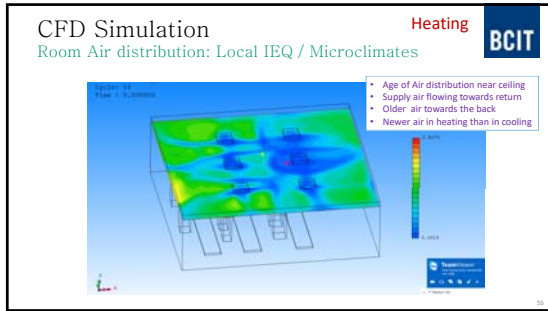 CFD Simulation
Heating
BCIT
Room Air distribution: Local IEQ / Microclimates
• Age of Air distribution near ceiling
• Supply air flowing towards return
• Older air towards the back
• Newer air in heating than in cooling
TeamViewer
55